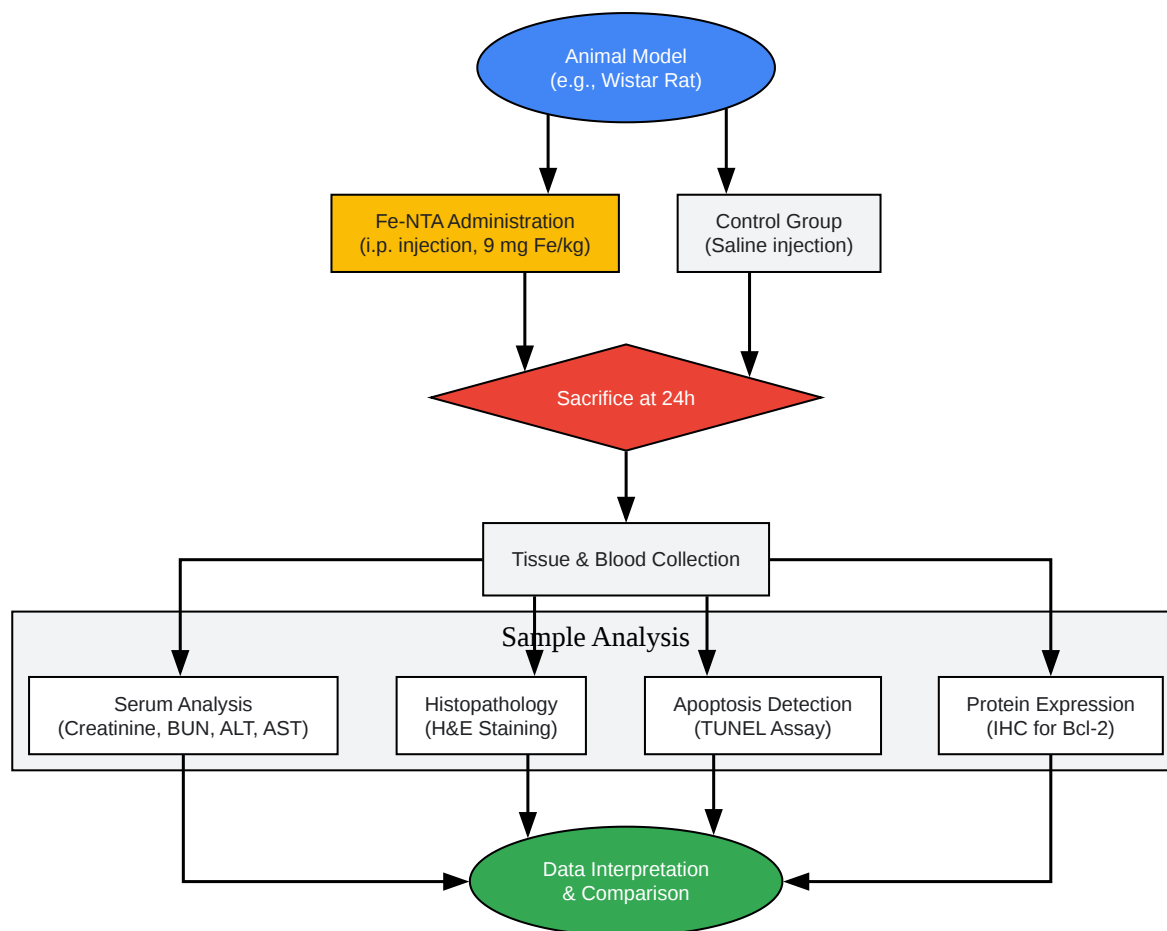 Animal Model
(e.g., Wistar Rat)
Fe-NTA Administration
(i.p. injection, 9 mg Fe/kg)
Control Group
(Saline injection)
Sacrifice at 24h
Tissue & Blood Collection
Sample Analysis
Serum Analysis
(Creatinine, BUN, ALT, AST)
Histopathology
(H&E Staining)
Apoptosis Detection
(TUNEL Assay)
Protein Expression
(IHC for Bcl-2)
Data Interpretation
& Comparison